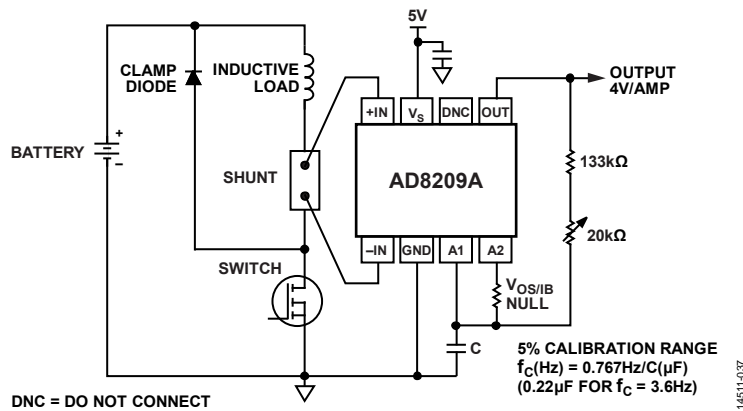 5V
CLAMP
DIODE
INDUCTIVE
LOAD
OUTPUT
4V/AMP
+IN
VS
DNC
OUT
BATTERY
+
–
SHUNT
AD8209A
133kΩ
20kΩ
–IN
GND
A1
A2
SWITCH
VOS/IB
NULL
C
5% CALIBRATION RANGE
fC(Hz) = 0.767Hz/C(µF)
(0.22µF FOR fC = 3.6Hz)
DNC = DO NOT CONNECT
14511-037